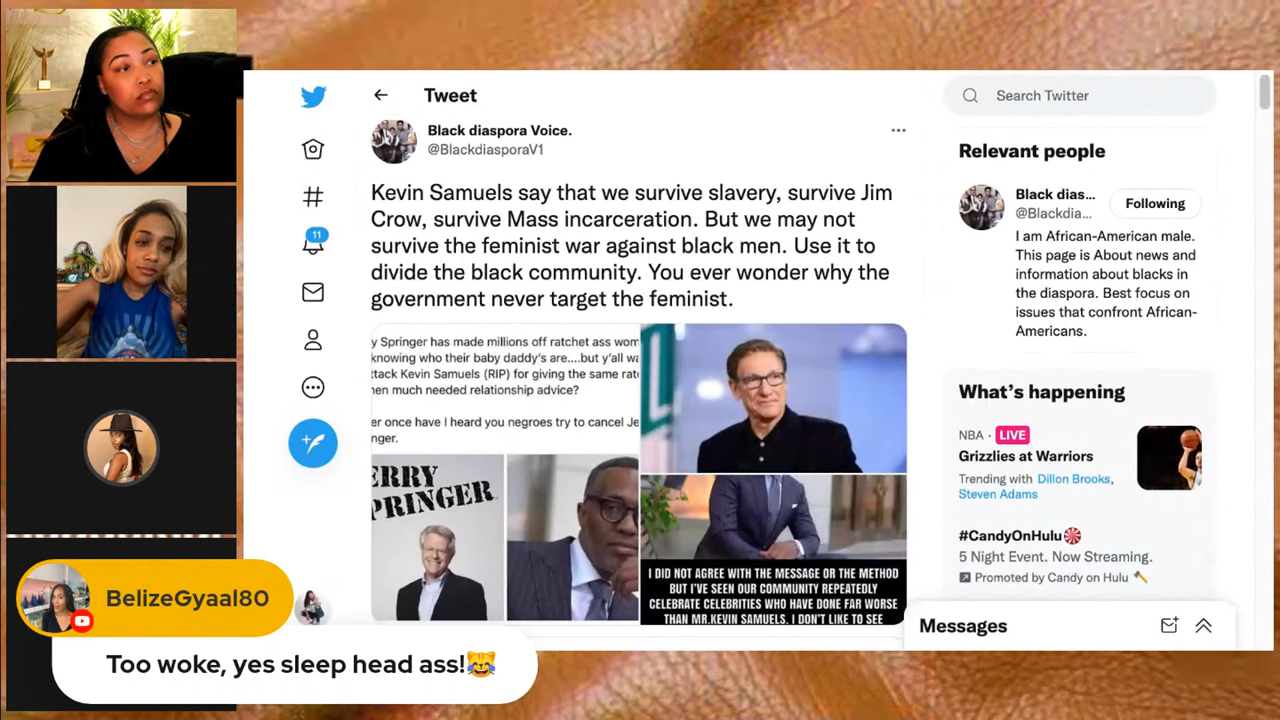 Tweet
Black diaspora Voice.
@BlackdiasporaV1
Kevin Samuels say that we survive slavery, survive Jim
Crow, survive Mass incarceration. But we may not
survive the feminist war against black men. Use it to
divide the black community. You ever wonder why the
government never target the feminist.
y Springer has made millions off ratchet ass wom
knowing who their baby daddy's are....but y'all wa
ttack Kevin Samuels (RIP) for giving the same rat
en much needed relationship advice?
er once have I heard you negroes try to cancel Je
nger.
ERRY
PRINGER
I DID NOT AGREE WITH THE MESSAGE OR THE METHOD
BUT I'VE SEEN OUR COMMUNITY REPEATEDLY
CELEBRATE CELEBRITIES WHO HAVE DONE FAR WORSE
THAN MR.KEVIN SAMUELS. I DON'T LIKE TO SEE
11
Search Twitter
Relevant people
Black dias...
@Blackdia...
Following
I am African-American male.
This page is About news and
information about blacks in
the diaspora. Best focus on
issues that confront African-
Americans.
What's happening
NBA · LIVE
Grizzlies at Warriors
Trending with Dillon Brooks,
Steven Adams
#CandyOnHulu
5 Night Event. Now Streaming.
Promoted by Candy on Hulu
Messages
BelizeGyaal80
Too woke, yes sleep head ass!😹